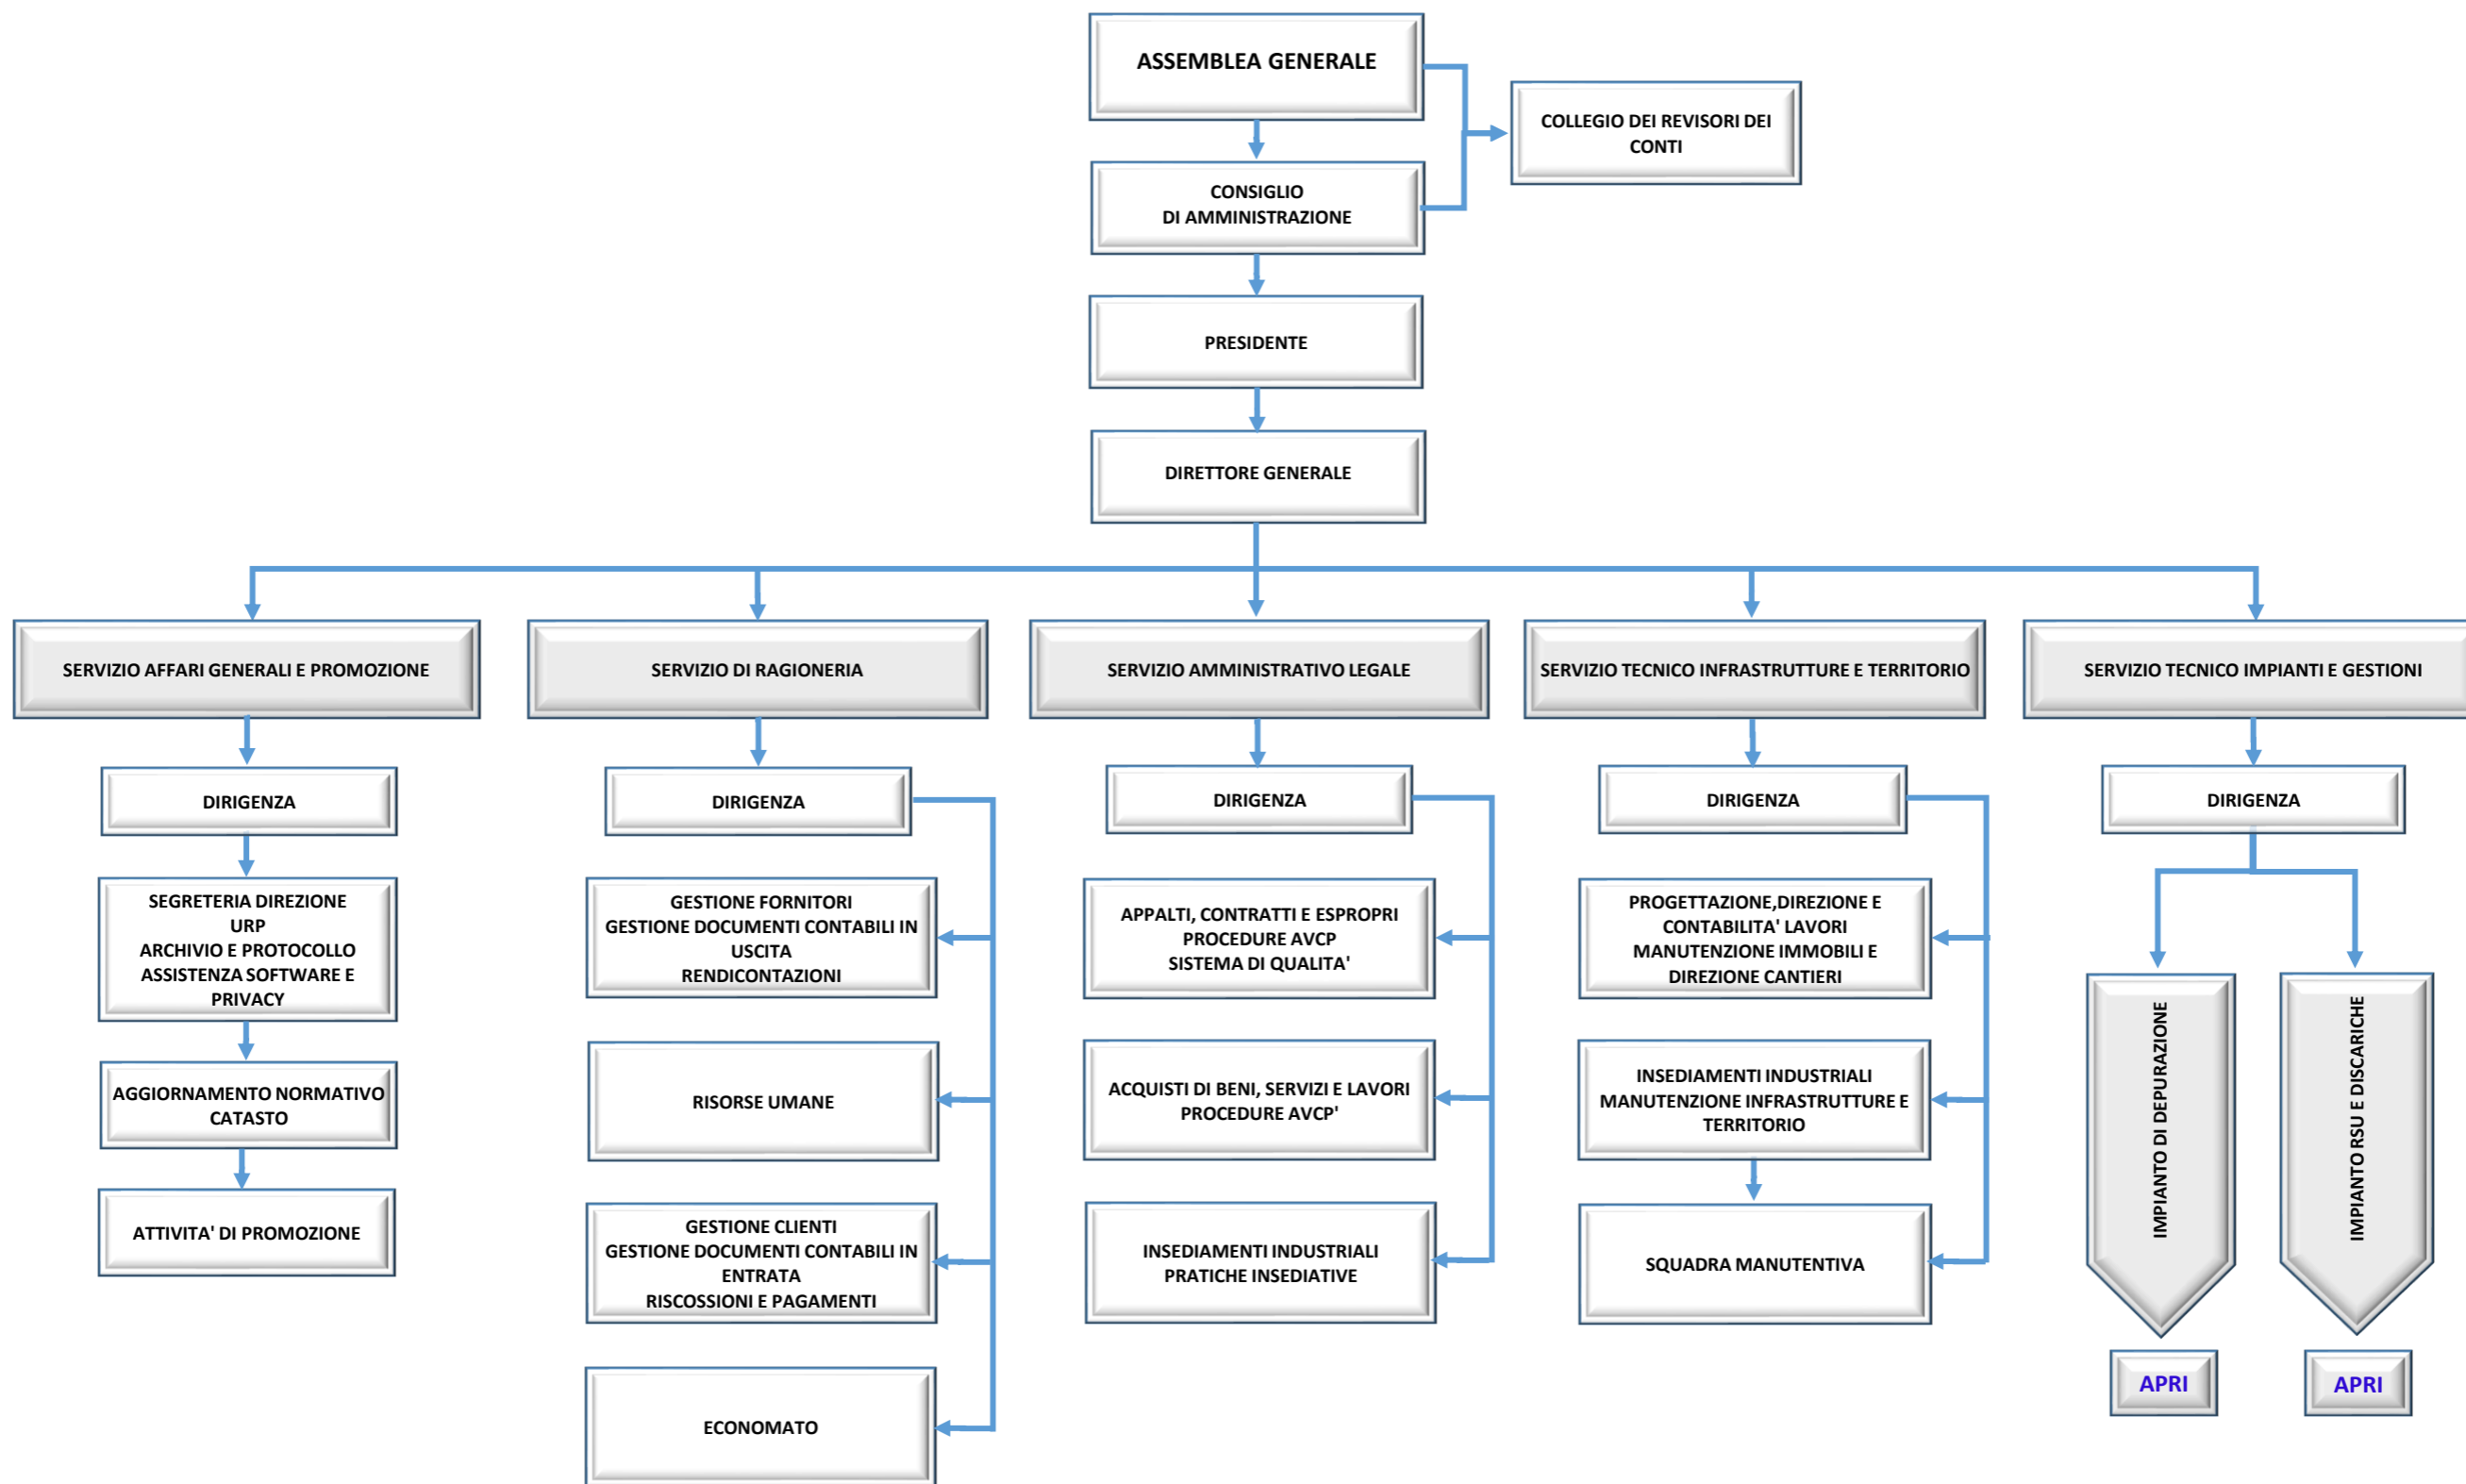 ASSEMBLEA GENERALE
COLLEGIO DEI REVISORI DEI
CONTI
CONSIGLIO
DI AMMINISTRAZIONE
PRESIDENTE
DIRETTORE GENERALE
SERVIZIO AFFARI GENERALI E PROMOZIONE
SERVIZIO DI RAGIONERIA
SERVIZIO AMMINISTRATIVO LEGALE
SERVIZIO TECNICO INFRASTRUTTURE E TERRITORIO
SERVIZIO TECNICO IMPIANTI E GESTIONI
DIRIGENZA
DIRIGENZA
DIRIGENZA
DIRIGENZA
DIRIGENZA
SEGRETERIA DIREZIONE
URP
ARCHIVIO E PROTOCOLLO
ASSISTENZA SOFTWARE E
PRIVACY
AGGIORNAMENTO NORMATIVO
CATASTO
ATTIVITA' DI PROMOZIONE
GESTIONE FORNITORI
GESTIONE DOCUMENTI CONTABILI IN
USCITA
RENDICONTAZIONI
RISORSE UMANE
GESTIONE CLIENTI
GESTIONE DOCUMENTI CONTABILI IN
ENTRATA
RISCOSSIONI E PAGAMENTI
ECONOMATO
APPALTI, CONTRATTI E ESPROPRI
PROCEDURE AVCP
SISTEMA DI QUALITA'
ACQUISTI DI BENI, SERVIZI E LAVORI
PROCEDURE AVCP'
INSEDIAMENTI INDUSTRIALI
PRATICHE INSEDIATIVE
PROGETTAZIONE,DIREZIONE E
CONTABILITA' LAVORI
MANUTENZIONE IMMOBILI E
DIREZIONE CANTIERI
INSEDIAMENTI INDUSTRIALI
MANUTENZIONE INFRASTRUTTURE E
TERRITORIO
SQUADRA MANUTENTIVA
IMPIANTO DI DEPURAZIONE
IMPIANTO RSU E DISCARICHE
APRI
APRI